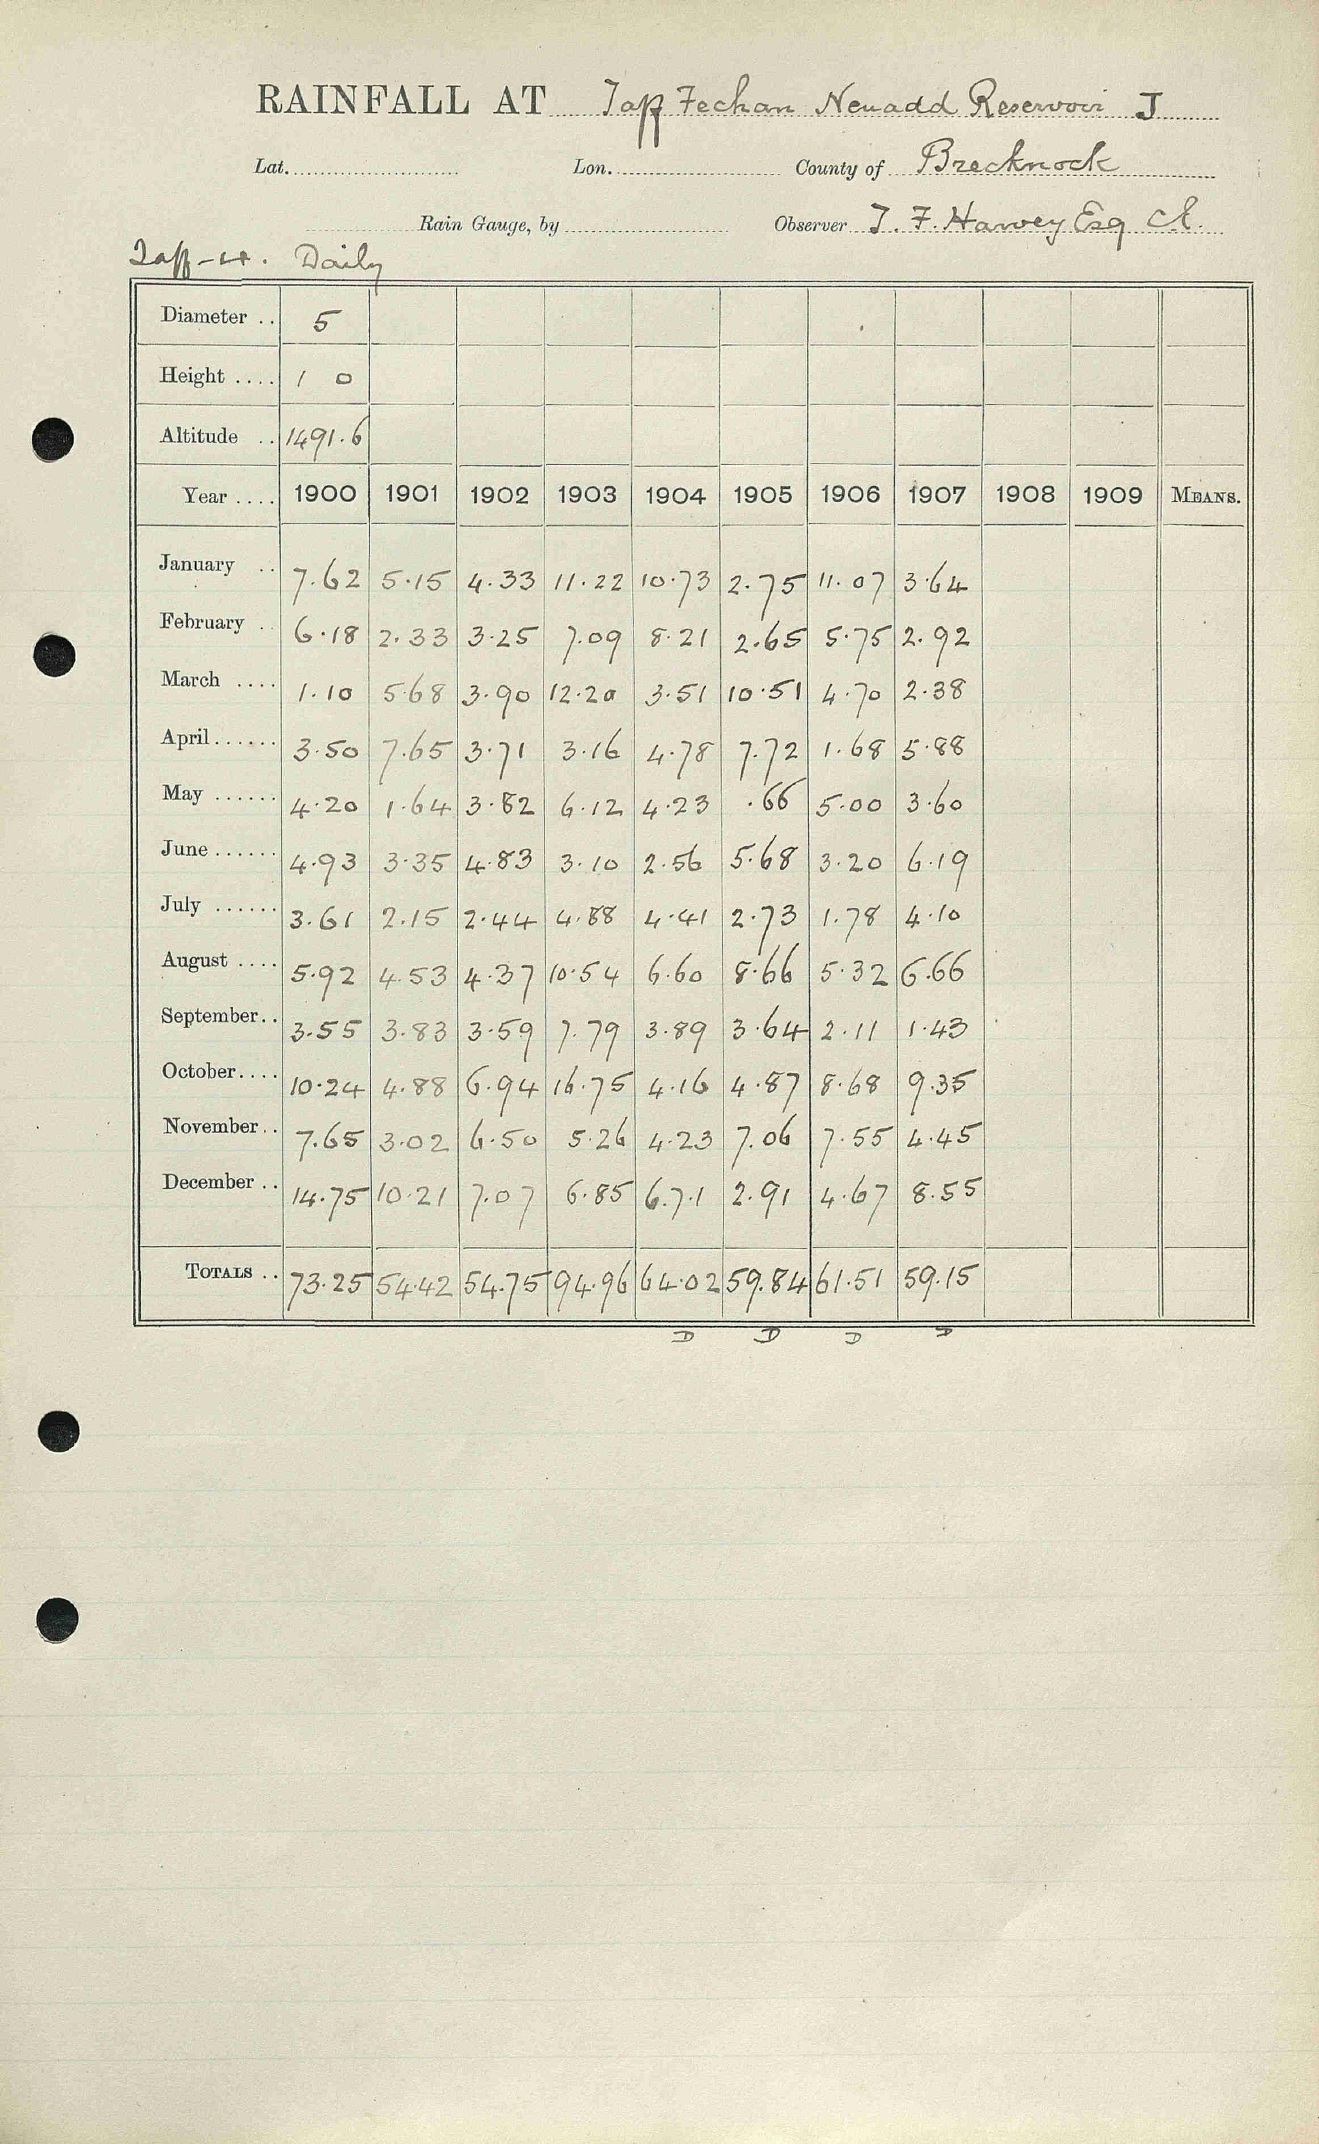 RAINFALL AT Taff Fechan Neuadd Reservoir J
Lat. Lon. County of Brecknock
Rain Gauge, by Observer T. F. Harvey Esq C.E.
Taff-H. Daily
Diameter .. 5
Height .... 1 0
Altitude .. 1491.6
Year .... 1900 1901 1902 1903 1904 1905 1906 1907 1908 1909 MEANS.
January .. 7.62 5.15 4.33 11.22 10.73 2.75 11.07 3.64
February .. 6.18 2.33 3.25 7.09 8.21 2.65 5.75 2.92
March .... 1.10 5.68 3.90 12.20 3.51 10.51 4.70 2.38
April...... 3.50 7.65 3.71 3.16 4.78 7.72 1.68 5.88
May ...... 4.20 1.64 3.82 6.12 4.23 .66 5.00 3.60
June...... 4.93 3.35 4.83 3.10 2.56 5.68 3.20 6.19
July ...... 3.61 2.15 2.44 4.88 4.41 2.73 1.78 4.10
August .... 5.92 4.53 4.37 10.54 6.60 8.66 5.32 6.66
September.. 3.55 3.83 3.59 7.79 3.89 3.64 2.11 1.43
October.... 10.24 4.88 6.94 16.75 4.16 4.87 8.68 9.35
November.. 7.65 3.02 6.50 5.26 4.23 7.06 7.55 4.45
December .. 14.75 10.21 7.07 6.85 6.71 2.91 4.67 8.55
TOTALS .. 73.25 54.42 54.75 94.96 64.02 59.84 61.51 59.15
D D D D